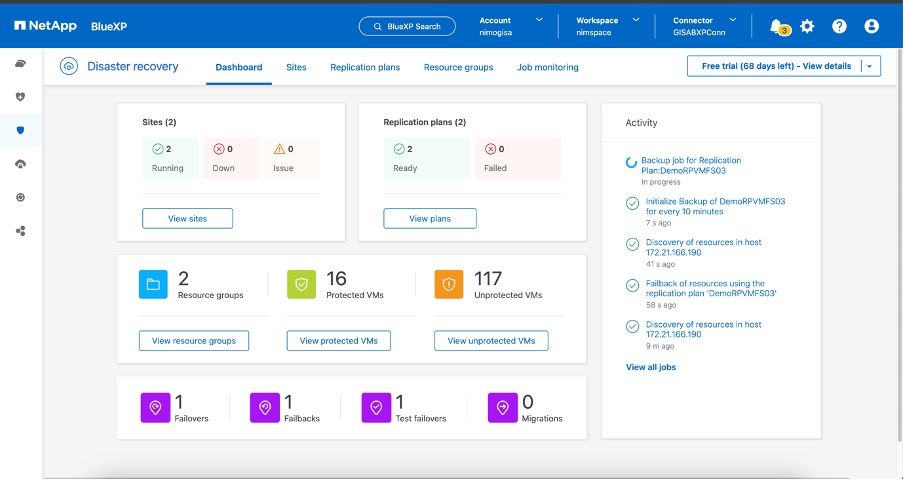 NetApp BlueXP
BlueXP Search
Account
nimogisa
Workspace
nimspace
Connector
GISABXPConn
3
Disaster recovery
Dashboard
Sites
Replication plans
Resource groups
Job monitoring
Free trial (68 days left) - View details
Sites (2)
2
Running
0
Down
0
Issue
View sites
Replication plans (2)
2
Ready
0
Failed
View plans
2
Resource groups
View resource groups
16
Protected VMs
View protected VMs
117
Unprotected VMs
View unprotected VMs
1
Failovers
1
Failbacks
1
Test failovers
0
Migrations
Activity
Backup job for Replication
Plan:DemoRPVMFS03
In progress
Initialize Backup of DemoRPVMFS03
for every 10 minutes
7 s ago
Discovery of resources in host
172.21.166.190
41 s ago
Failback of resources using the
replication plan 'DemoRPVMFS03'
58 s ago
Discovery of resources in host
172.21.166.190
9 m ago
View all jobs